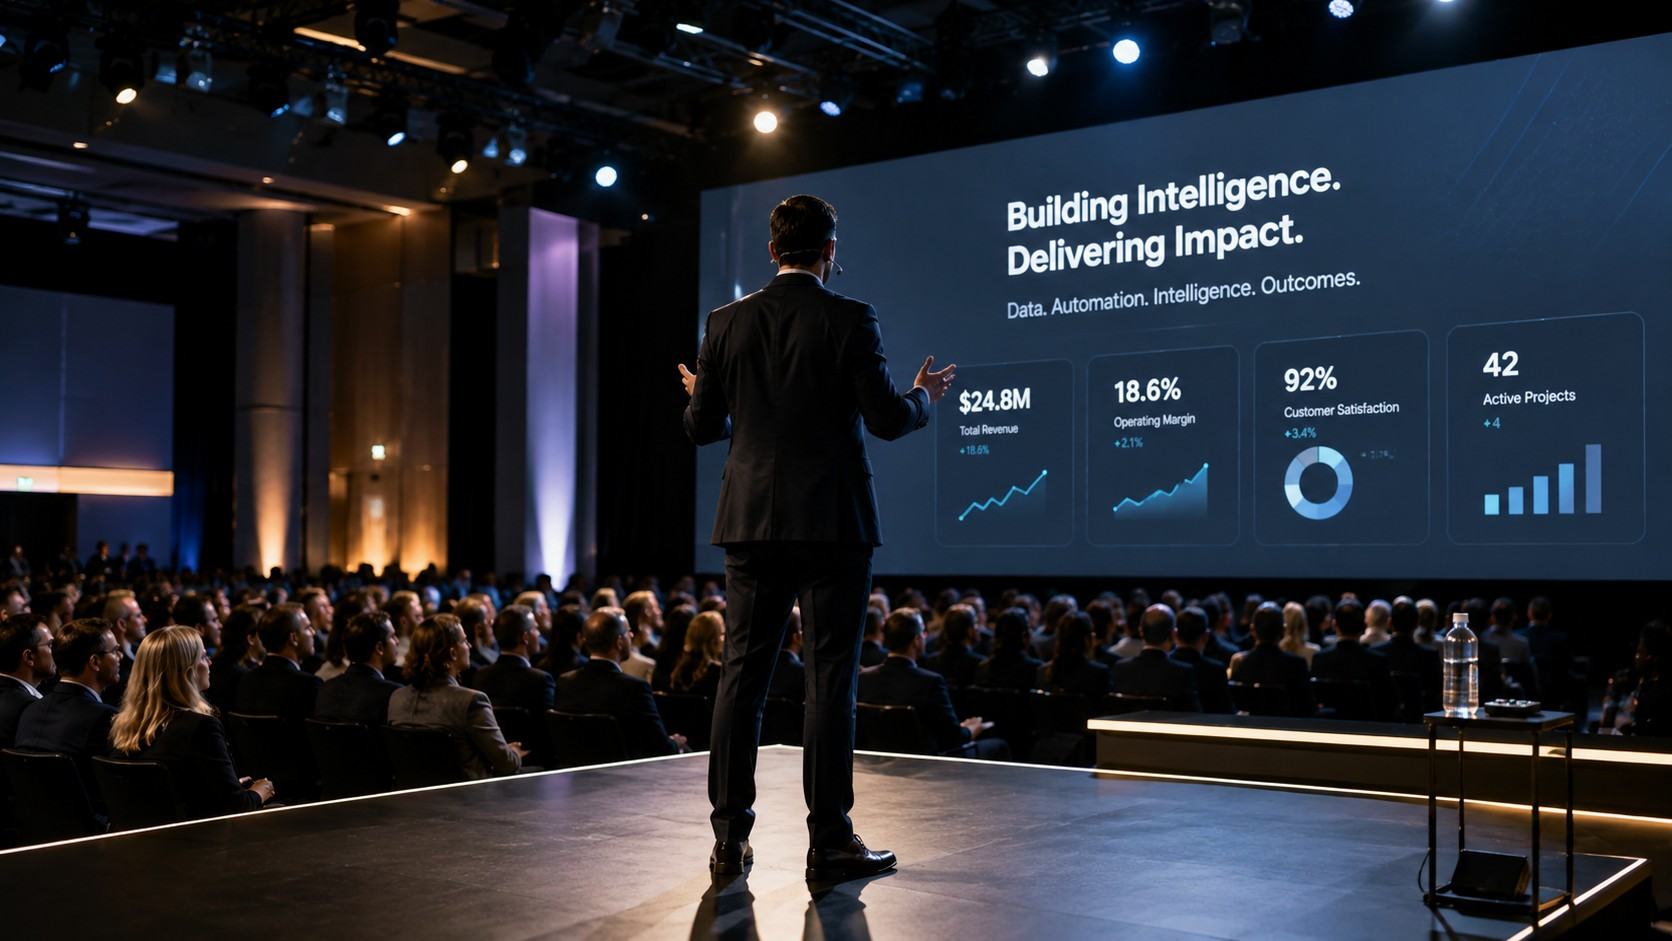 Building Intelligence.
Delivering Impact.
Data. Automation. Intelligence. Outcomes.
$24.8M
Total Revenue
+18.6%
18.6%
Operating Margin
+2.1%
92%
Customer Satisfaction
+3.4%
42
Active Projects
+4